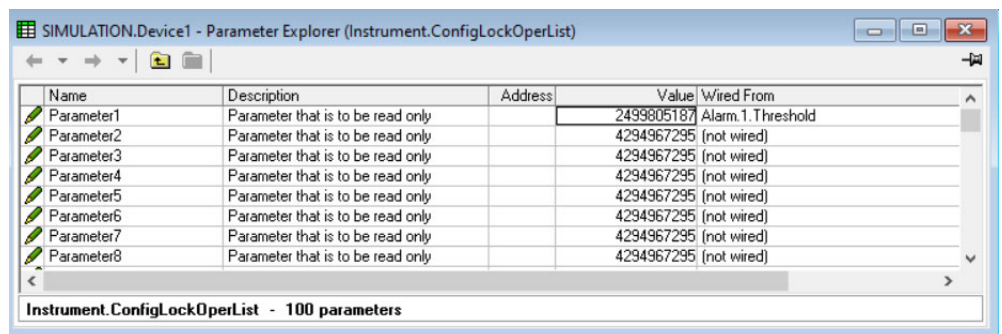 SIMULATION.Device1 - Parameter Explorer (Instrument.ConfigLockOperList)
Name Description Address Value Wired From
Parameter1 Parameter that is to be read only 2499805187 Alarm.1.Threshold
Parameter2 Parameter that is to be read only 4294967295 (not wired)
Parameter3 Parameter that is to be read only 4294967295 (not wired)
Parameter4 Parameter that is to be read only 4294967295 (not wired)
Parameter5 Parameter that is to be read only 4294967295 (not wired)
Parameter6 Parameter that is to be read only 4294967295 (not wired)
Parameter7 Parameter that is to be read only 4294967295 (not wired)
Parameter8 Parameter that is to be read only 4294967295 (not wired)
Instrument.ConfigLockOperList - 100 parameters